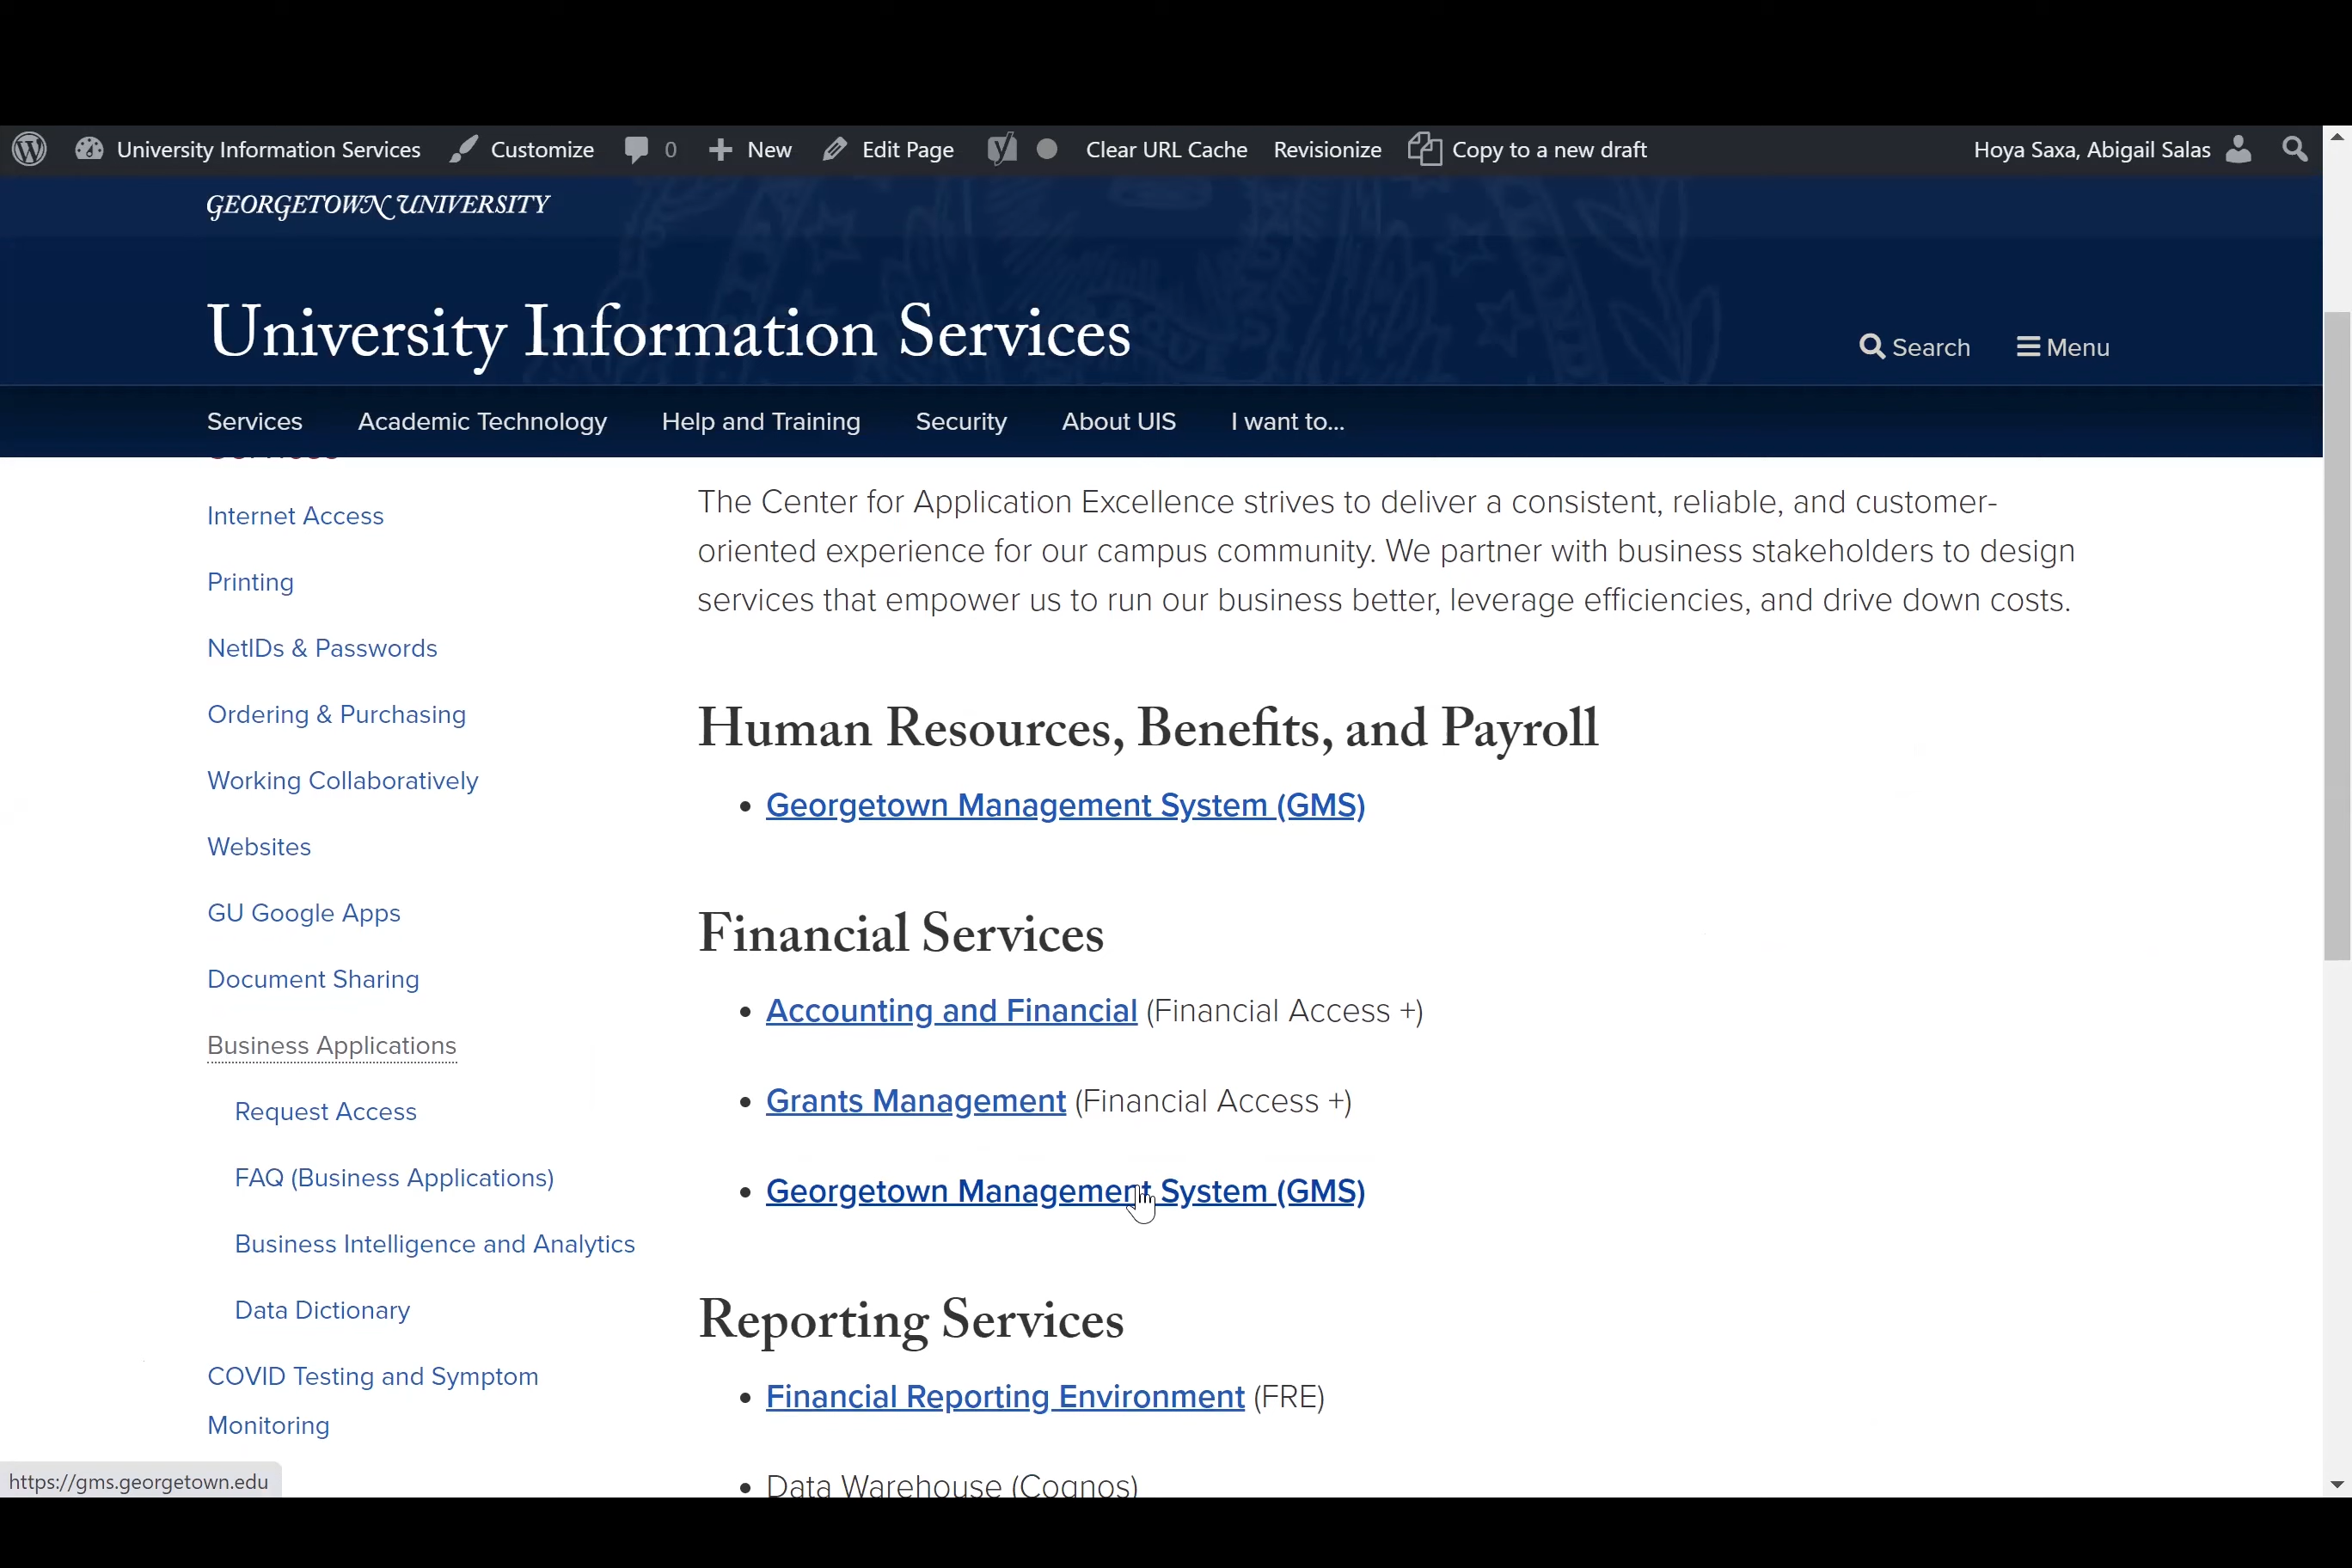 University Information Services Customize 0 New Edit Page Clear URL Cache Revisionize Copy to a new draft Hoya Saxa, Abigail Salas
GEORGETOWN UNIVERSITY
University Information Services
Search Menu
Services Academic Technology Help and Training Security About UIS I want to...
Internet Access
Printing
NetIDs & Passwords
Ordering & Purchasing
Working Collaboratively
Websites
GU Google Apps
Document Sharing
Business Applications
Request Access
FAQ (Business Applications)
Business Intelligence and Analytics
Data Dictionary
COVID Testing and Symptom
Monitoring
The Center for Application Excellence strives to deliver a consistent, reliable, and customer-
oriented experience for our campus community. We partner with business stakeholders to design
services that empower us to run our business better, leverage efficiencies, and drive down costs.
Human Resources, Benefits, and Payroll
• Georgetown Management System (GMS)
Financial Services
• Accounting and Financial (Financial Access +)
• Grants Management (Financial Access +)
• Georgetown Management System (GMS)
Reporting Services
• Financial Reporting Environment (FRE)
• Data Warehouse (Cognos)
https://gms.georgetown.edu